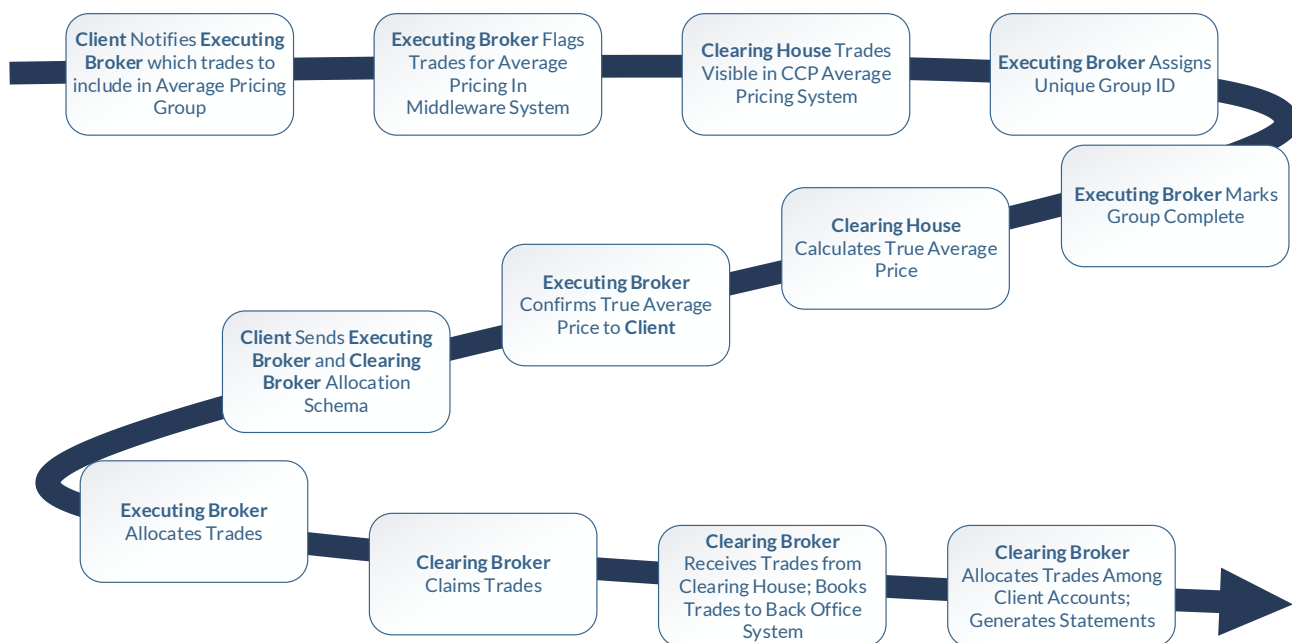 Client Notifies Executing
Broker which trades to
include in Average Pricing
Group
Executing Broker Flags
Trades for Average
Pricing In
Middleware System
Clearing House Trades
Visible in CCP Average
Pricing System
Executing Broker Assigns
Unique Group ID
Executing Broker Marks
Group Complete
Clearing House
Calculates True Average
Price
Executing Broker
Confirms True Average
Price to Client
Client Sends Executing
Broker and Clearing
Broker Allocation
Schema
Executing Broker
Allocates Trades
Clearing Broker
Claims Trades
Clearing Broker
Receives Trades from
Clearing House; Books
Trades to Back Office
System
Clearing Broker
Allocates Trades Among
Client Accounts;
Generates Statements